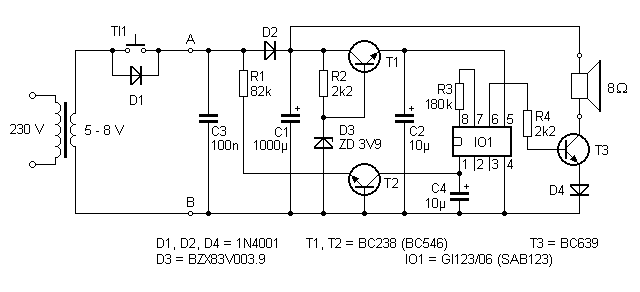 TI1
A
D2
D1
R1
82k
R2
2k2
T1
R3
180k
8 7 6 5
R4
2k2
8Ω
230 V
5 - 8 V
C3
100n
C1
1000µ
D3
ZD 3V9
C2
10µ
IO1
1 2 3 4
T3
T2
C4
10µ
D4
B
D1, D2, D4 = 1N4001
T1, T2 = BC238 (BC546)
T3 = BC639
D3 = BZX83V003.9
IO1 = GI123/06 (SAB123)